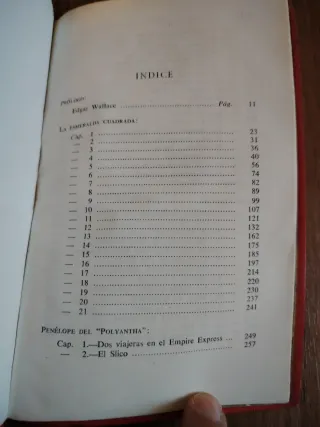 INDICE
PRÓLOGO:
Edgar Wallace ... Pág. 11
LA ESMERALDA CUADRADA:
Cap. 1 ... 23
— 2 ... 31
— 3 ... 36
— 4 ... 40
— 5 ... 56
— 6 ... 74
— 7 ... 82
— 8 ... 89
— 9 ... 99
— 10 ... 107
— 11 ... 121
— 12 ... 132
— 13 ... 162
— 14 ... 175
— 15 ... 185
— 16 ... 197
— 17 ... 214
— 18 ... 220
— 19 ... 230
— 20 ... 237
— 21 ... 241
PENÉLOPE DEL "POLYANTHA":
Cap. 1.—Dos viajeras en el Empire Express ... 249
— 2.—El Slico ... 257